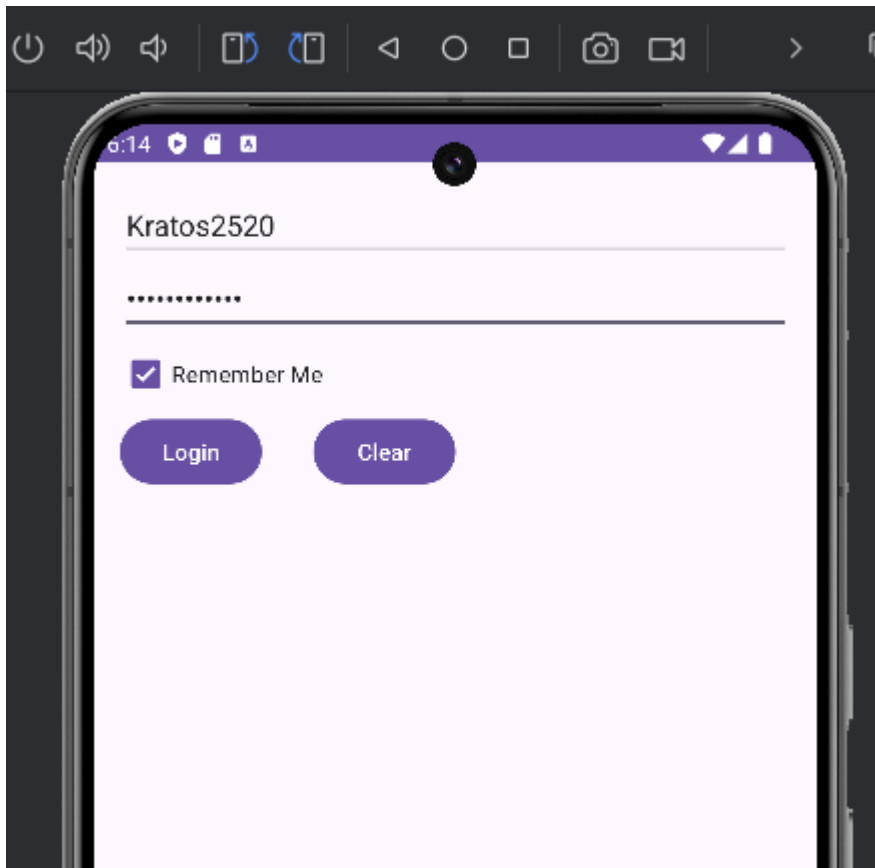 6:14
Kratos2520
••••••••••••
Remember Me
Login Clear